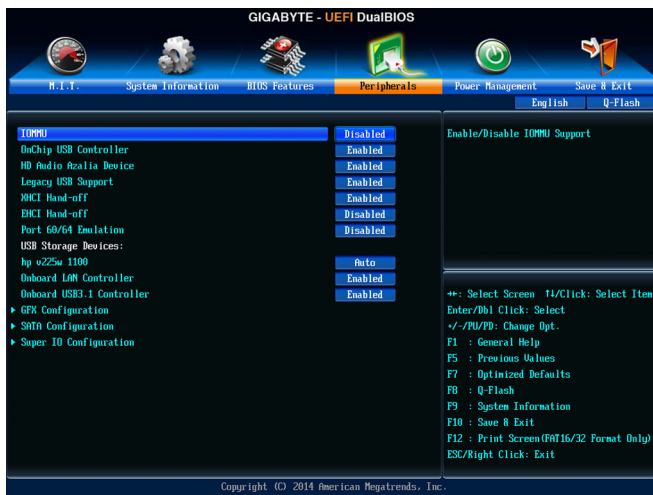 GIGABYTE - UEFI DualBIOS
M.I.T. System Information BIOS Features Peripherals Power Management Save & Exit
English Q-Flash
IOMMU Disabled
OnChip USB Controller Enabled
HD Audio Azalia Device Enabled
Legacy USB Support Enabled
XHCI Hand-off Enabled
EHCI Hand-off Disabled
Port 60/64 Emulation Disabled
USB Storage Devices:
hp v225w 1100 Auto
Onboard LAN Controller Enabled
Onboard USB3.1 Controller Enabled
GFX Configuration
SATA Configuration
Super IO Configuration
Enable/Disable IOMMU Support
↔: Select Screen ↑↓/Click: Select Item
Enter/Dbl Click: Select
+/-/PU/PD: Change Opt.
F1 : General Help
F5 : Previous Values
F7 : Optimized Defaults
F8 : Q-Flash
F9 : System Information
F10 : Save & Exit
F12 : Print Screen(FAT16/32 Format Only)
ESC/Right Click: Exit
Copyright (C) 2014 American Megatrends, Inc.